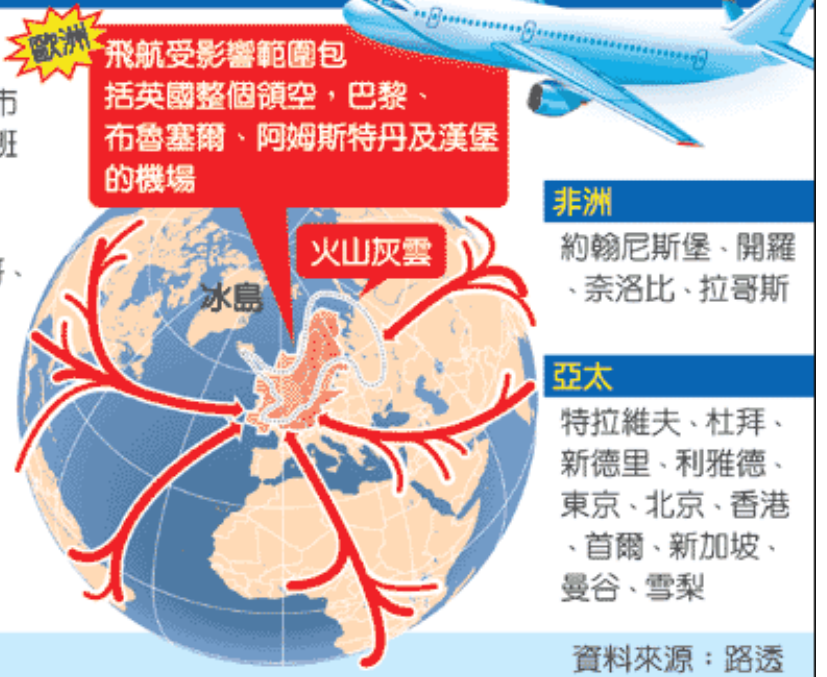 歐洲
飛航受影響範圍包
括英國整個領空，巴黎、
布魯塞爾、阿姆斯特丹及漢堡
的機場
市
班
、
火山灰雲
冰島
非洲
約翰尼斯堡、開羅
、奈洛比、拉哥斯
亞太
特拉維夫、杜拜、
新德里、利雅德、
東京、北京、香港
、首爾、新加坡、
曼谷、雪梨
資料來源：路透